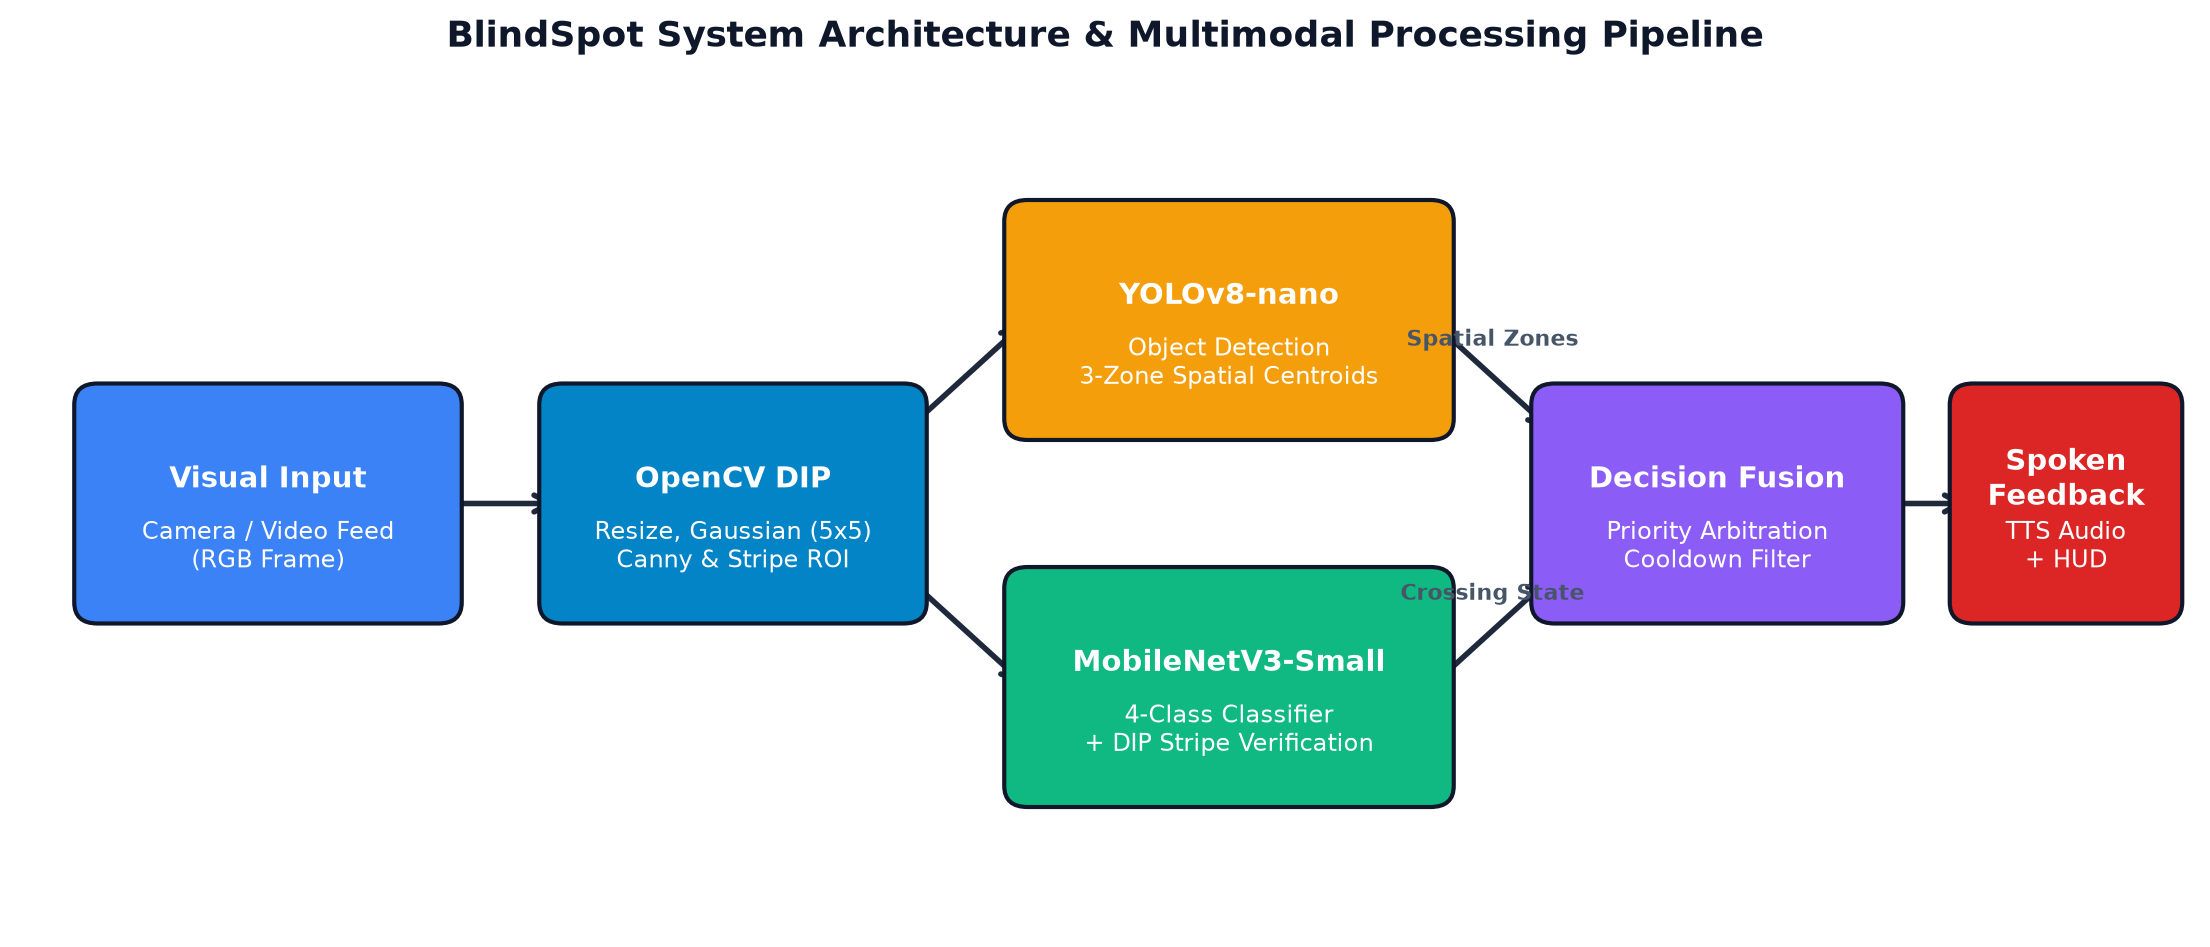 BlindSpot System Architecture & Multimodal Processing Pipeline
Visual Input
Camera / Video Feed
(RGB Frame)
OpenCV DIP
Resize, Gaussian (5x5)
Canny & Stripe ROI
YOLOv8-nano
Object Detection
3-Zone Spatial Centroids
Spatial Zones
MobileNetV3-Small
4-Class Classifier
+ DIP Stripe Verification
Crossing State
Decision Fusion
Priority Arbitration
Cooldown Filter
Spoken
Feedback
TTS Audio
+ HUD